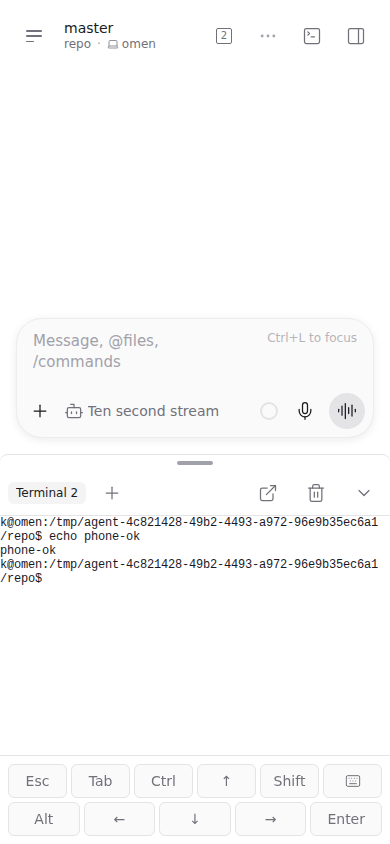 master
repo · omen
2
Message, @files, /commands
Ctrl+L to focus
Ten second stream
Terminal 2
k@omen:/tmp/agent-4c821428-49b2-4493-a972-96e9b35ec6a1
/repo$ echo phone-ok
phone-ok
k@omen:/tmp/agent-4c821428-49b2-4493-a972-96e9b35ec6a1
/repo$
Esc Tab Ctrl ↑ Shift
Alt ← ↓ → Enter